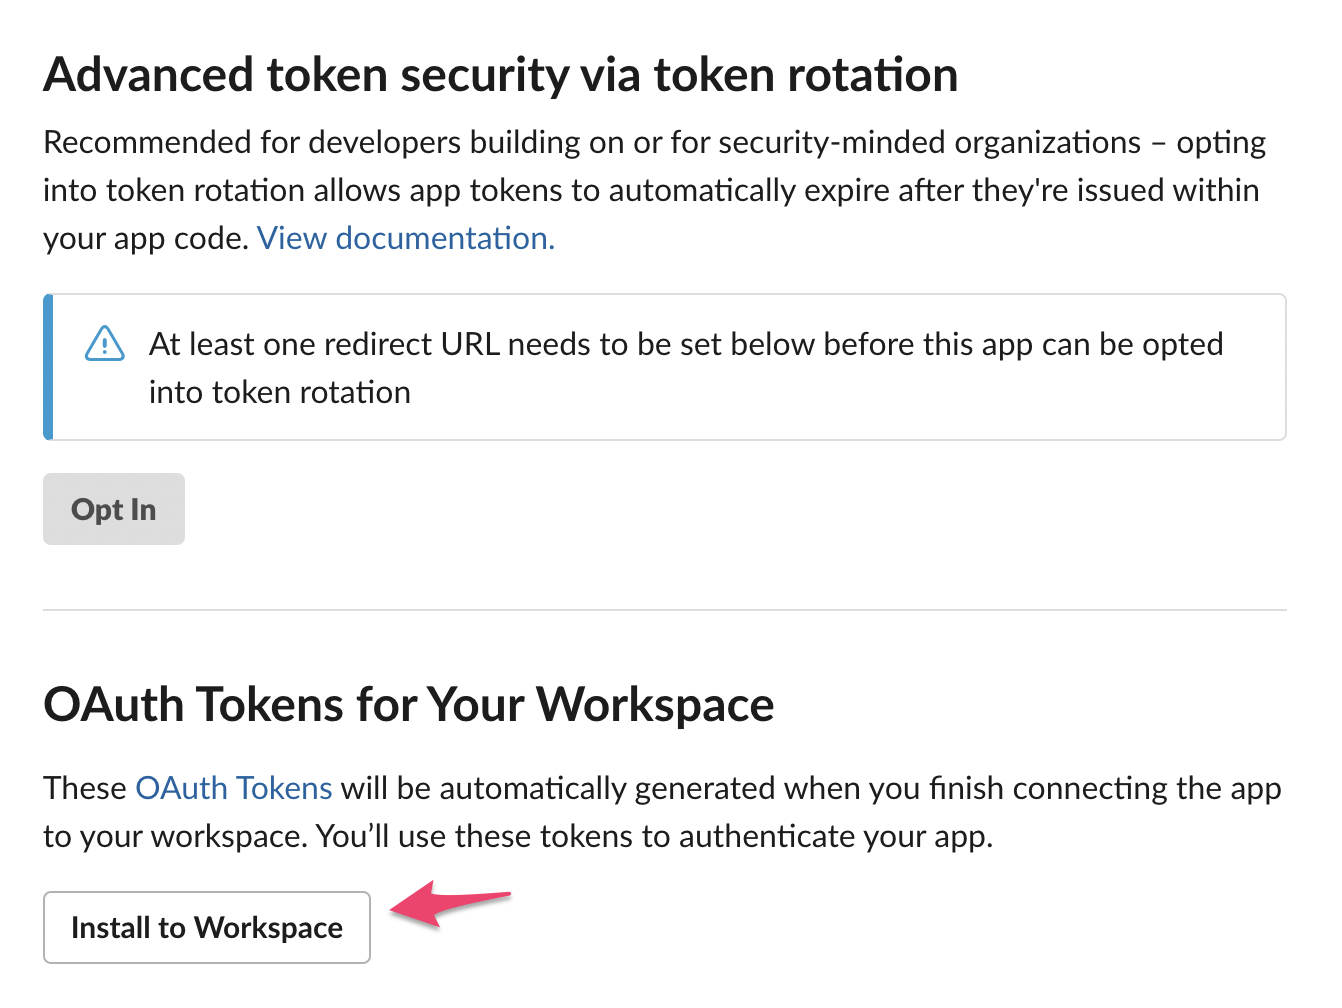 Advanced token security via token rotation
Recommended for developers building on or for security-minded organizations – opting
into token rotation allows app tokens to automatically expire after they're issued within
your app code. View documentation.
At least one redirect URL needs to be set below before this app can be opted
into token rotation
Opt In
OAuth Tokens for Your Workspace
These OAuth Tokens will be automatically generated when you finish connecting the app
to your workspace. You’ll use these tokens to authenticate your app.
Install to Workspace